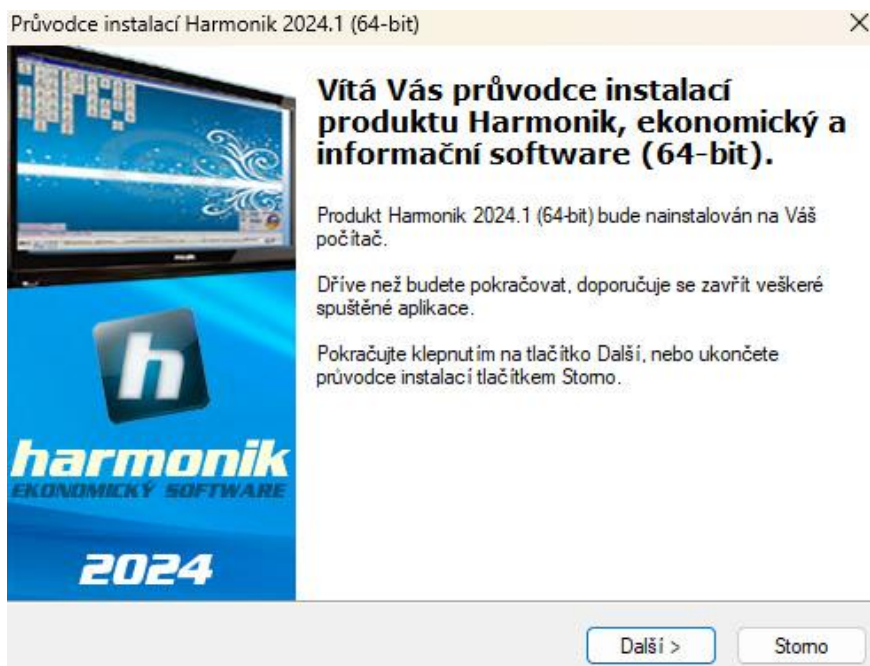 Průvodce instalací Harmonik 2024.1 (64-bit)
Vítá Vás průvodce instalací
produktu Harmonik, ekonomický a
informační software (64-bit).
Produkt Harmonik 2024.1 (64-bit) bude nainstalován na Váš
počítač.
Dříve než budete pokračovat, doporučuje se zavřít veškeré
spuštěné aplikace.
Pokračujte klepnutím na tlačítko Další, nebo ukončete
průvodce instalací tlačítkem Storno.
h
harmonik
EKONOMICKÝ SOFTWARE
2024
Další >
Storno